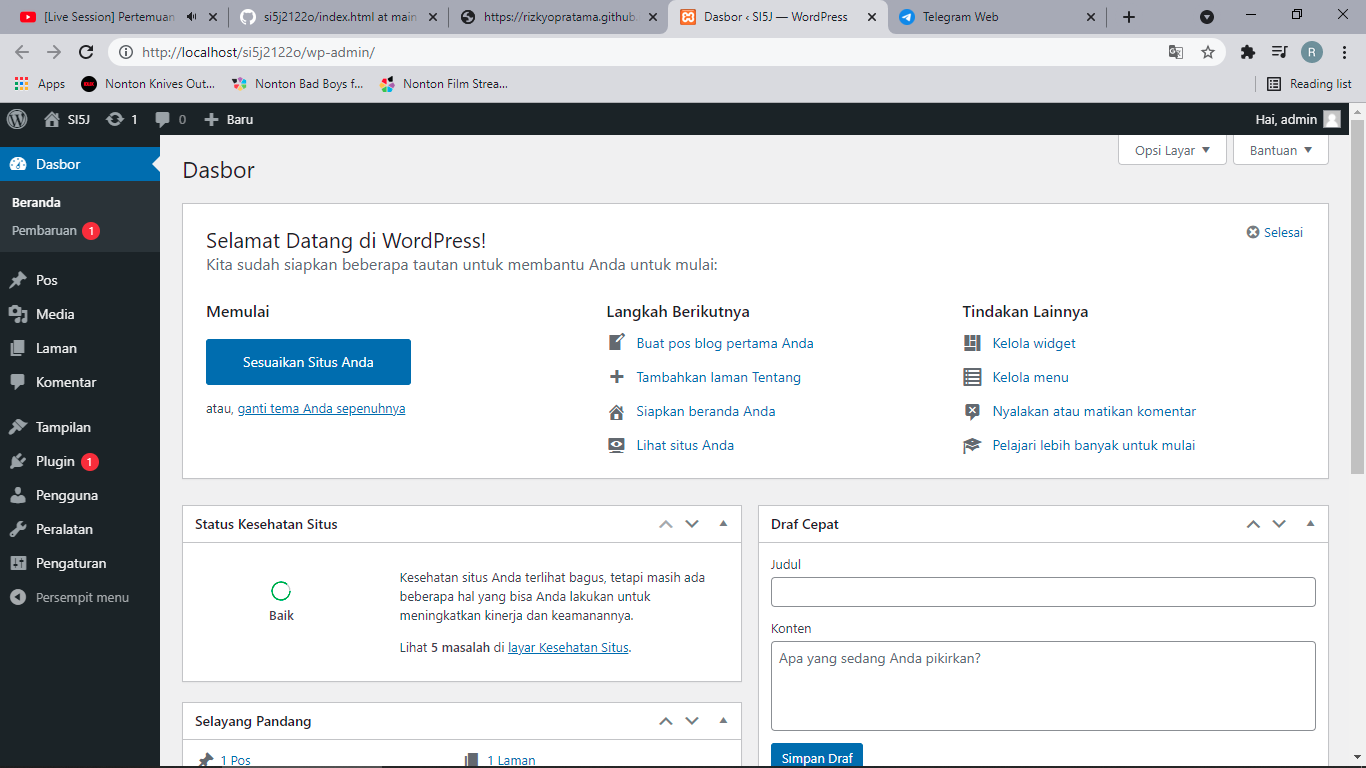 [Live Session] Pertemuan
si5j2122o/index.html at main
https://rizkyopratama.github.
Dasbor ‹ SI5J — WordPress
Telegram Web
http://localhost/si5j2122o/wp-admin/
R
Apps
Nonton Knives Out...
Nonton Bad Boys f...
Nonton Film Strea...
Reading list
SI5J
1
0
Baru
Hai, admin
Dasbor
Beranda
Pembaruan 1
Pos
Media
Laman
Komentar
Tampilan
Plugin 1
Pengguna
Peralatan
Pengaturan
Persempit menu
Opsi Layar
Bantuan
Dasbor
Selamat Datang di WordPress!
Kita sudah siapkan beberapa tautan untuk membantu Anda untuk mulai:
Selesai
Memulai
Sesuaikan Situs Anda
atau, ganti tema Anda sepenuhnya
Langkah Berikutnya
Buat pos blog pertama Anda
Tambahkan laman Tentang
Siapkan beranda Anda
Lihat situs Anda
Tindakan Lainnya
Kelola widget
Kelola menu
Nyalakan atau matikan komentar
Pelajari lebih banyak untuk mulai
Status Kesehatan Situs
Baik
Kesehatan situs Anda terlihat bagus, tetapi masih ada
beberapa hal yang bisa Anda lakukan untuk
meningkatkan kinerja dan keamanannya.
Lihat 5 masalah di layar Kesehatan Situs.
Selayang Pandang
1 Pos
1 Laman
Draf Cepat
Judul
Konten
Apa yang sedang Anda pikirkan?
Simpan Draf